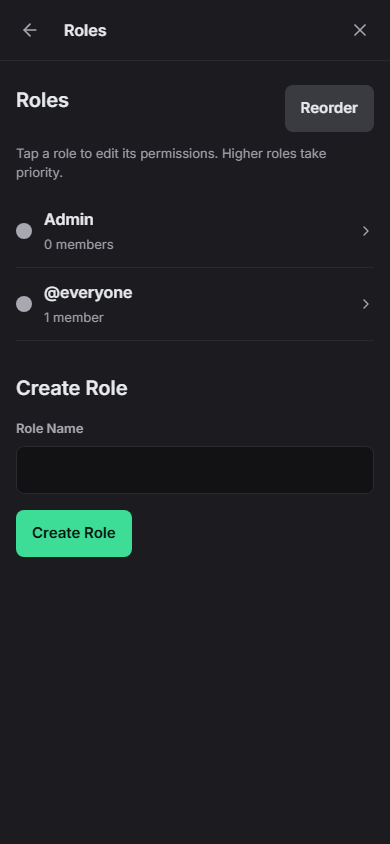 Roles
Roles
Reorder
Tap a role to edit its permissions. Higher roles take
priority.
Admin
0 members
@everyone
1 member
Create Role
Role Name
Create Role